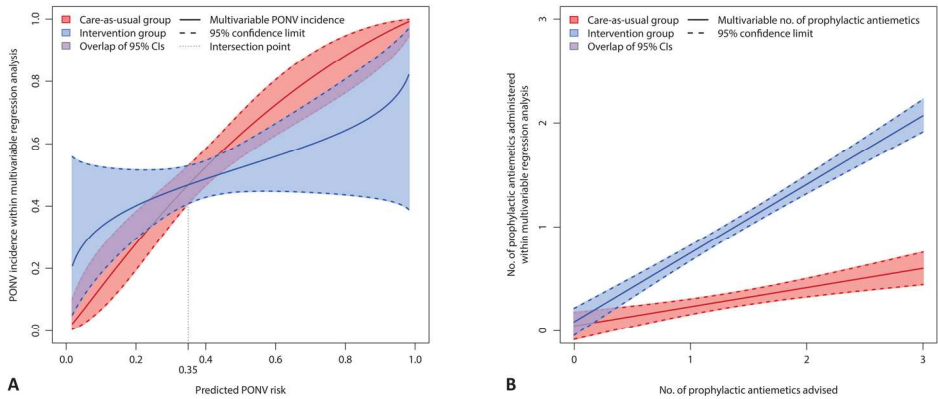 Care-as-usual group
Intervention group
Overlap of 95% CIs
Multivariable PONV incidence
95% confidence limit
Intersection point
PONV incidence within multivariable regression analysis
1.0
0.8
0.6
0.4
0.2
0.0
0.0 0.2 0.4 0.6 0.8 1.0
0.35
Predicted PONV risk
A
Care-as-usual group
Intervention group
Overlap of 95% CIs
Multivariable no. of prophylactic antiemetics
95% confidence limit
No. of prophylactic antiemetics administered
within multivariable regression analysis
3
2
1
0
0 1 2 3
No. of prophylactic antiemetics advised
B